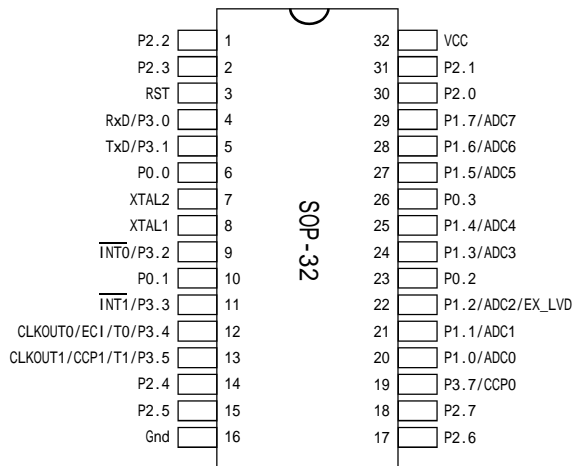 P2.2 1 32 VCC
P2.3 2 31 P2.1
RST 3 30 P2.0
RxD/P3.0 4 29 P1.7/ADC7
TxD/P3.1 5 28 P1.6/ADC6
P0.0 6 27 P1.5/ADC5
XTAL2 7 26 P0.3
XTAL1 8 25 P1.4/ADC4
INT0/P3.2 9 24 P1.3/ADC3
P0.1 10 23 P0.2
INT1/P3.3 11 22 P1.2/ADC2/EX_LVD
CLKOUT0/ECI/T0/P3.4 12 21 P1.1/ADC1
CLKOUT1/CCP1/T1/P3.5 13 20 P1.0/ADC0
P2.4 14 19 P3.7/CCP0
P2.5 15 18 P2.7
Gnd 16 17 P2.6
SOP-32